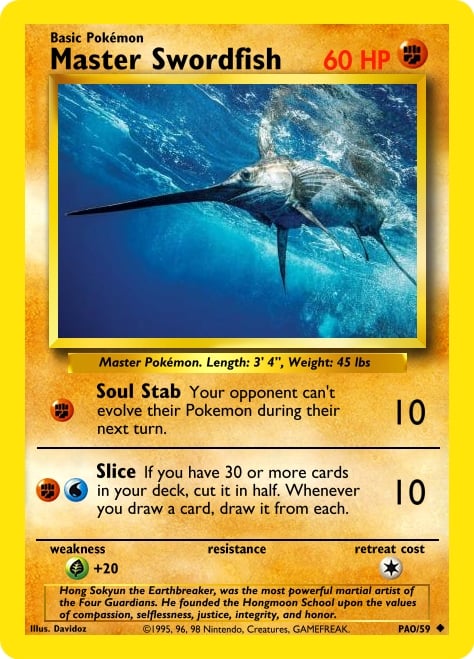 Basic Pokémon
Master Swordfish 60 HP
Master Pokémon. Length: 3' 4", Weight: 45 lbs
Soul Stab Your opponent can't
evolve their Pokemon during their
next turn.
10
Slice If you have 30 or more cards
in your deck, cut it in half. Whenever
you draw a card, draw it from each.
10
weakness resistance retreat cost
+20
Hong Sokyun the Earthbreaker, was the most powerful martial artist of
the Four Guardians. He founded the Hongmoon School upon the values
of compassion, selflessness, justice, integrity, and honor.
Illus. Davidoz ©1995, 96, 98 Nintendo, Creatures, GAMEFREAK. PAO/59